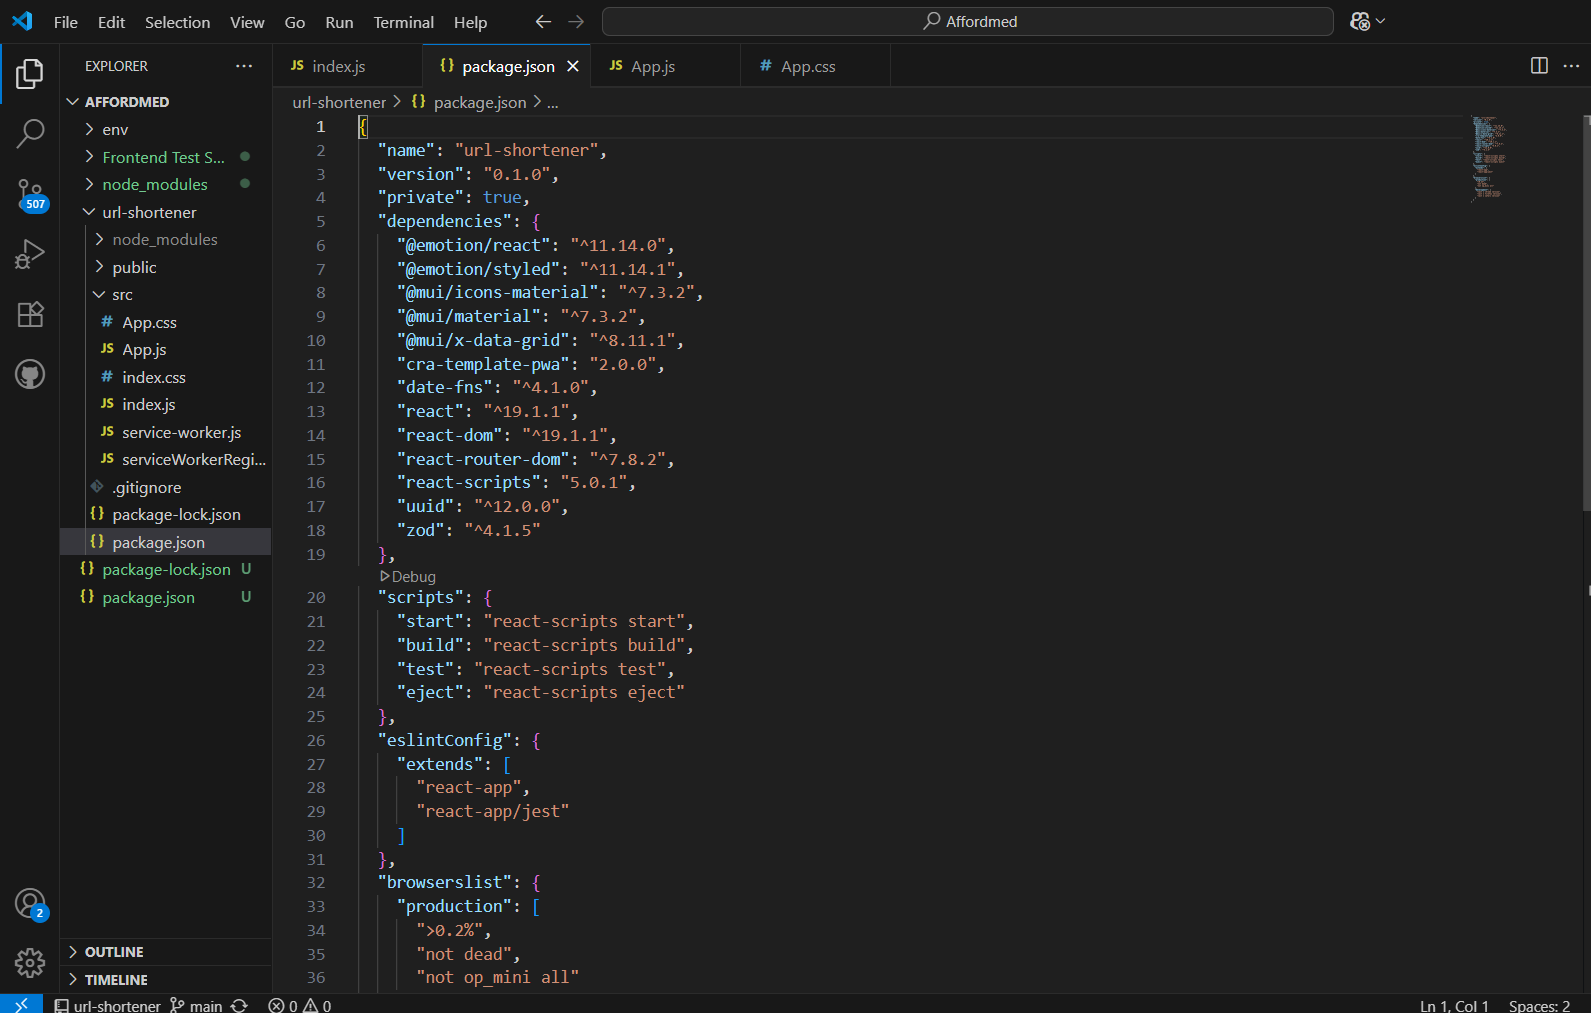 File Edit Selection View Go Run Terminal Help
Affordmed
EXPLORER
AFFORDMED
env
Frontend Test S...
node_modules
url-shortener
node_modules
public
src
# App.css
JS App.js
# index.css
JS index.js
JS service-worker.js
JS serviceWorkerRegi...
.gitignore
{} package-lock.json
{} package.json
{} package-lock.json U
{} package.json U
OUTLINE
TIMELINE
507
2
JS index.js
{} package.json
JS App.js
# App.css
url-shortener > {} package.json > ...
1 {
2 "name": "url-shortener",
3 "version": "0.1.0",
4 "private": true,
5 "dependencies": {
6 "@emotion/react": "^11.14.0",
7 "@emotion/styled": "^11.14.1",
8 "@mui/icons-material": "^7.3.2",
9 "@mui/material": "^7.3.2",
10 "@mui/x-data-grid": "^8.11.1",
11 "cra-template-pwa": "2.0.0",
12 "date-fns": "^4.1.0",
13 "react": "^19.1.1",
14 "react-dom": "^19.1.1",
15 "react-router-dom": "^7.8.2",
16 "react-scripts": "5.0.1",
17 "uuid": "^12.0.0",
18 "zod": "^4.1.5"
19 },
Debug
20 "scripts": {
21 "start": "react-scripts start",
22 "build": "react-scripts build",
23 "test": "react-scripts test",
24 "eject": "react-scripts eject"
25 },
26 "eslintConfig": {
27 "extends": [
28 "react-app",
29 "react-app/jest"
30 ]
31 },
32 "browserslist": {
33 "production": [
34 ">0.2%",
35 "not dead",
36 "not op_mini all"
url-shortener main 0 0
Ln 1, Col 1 Spaces: 2